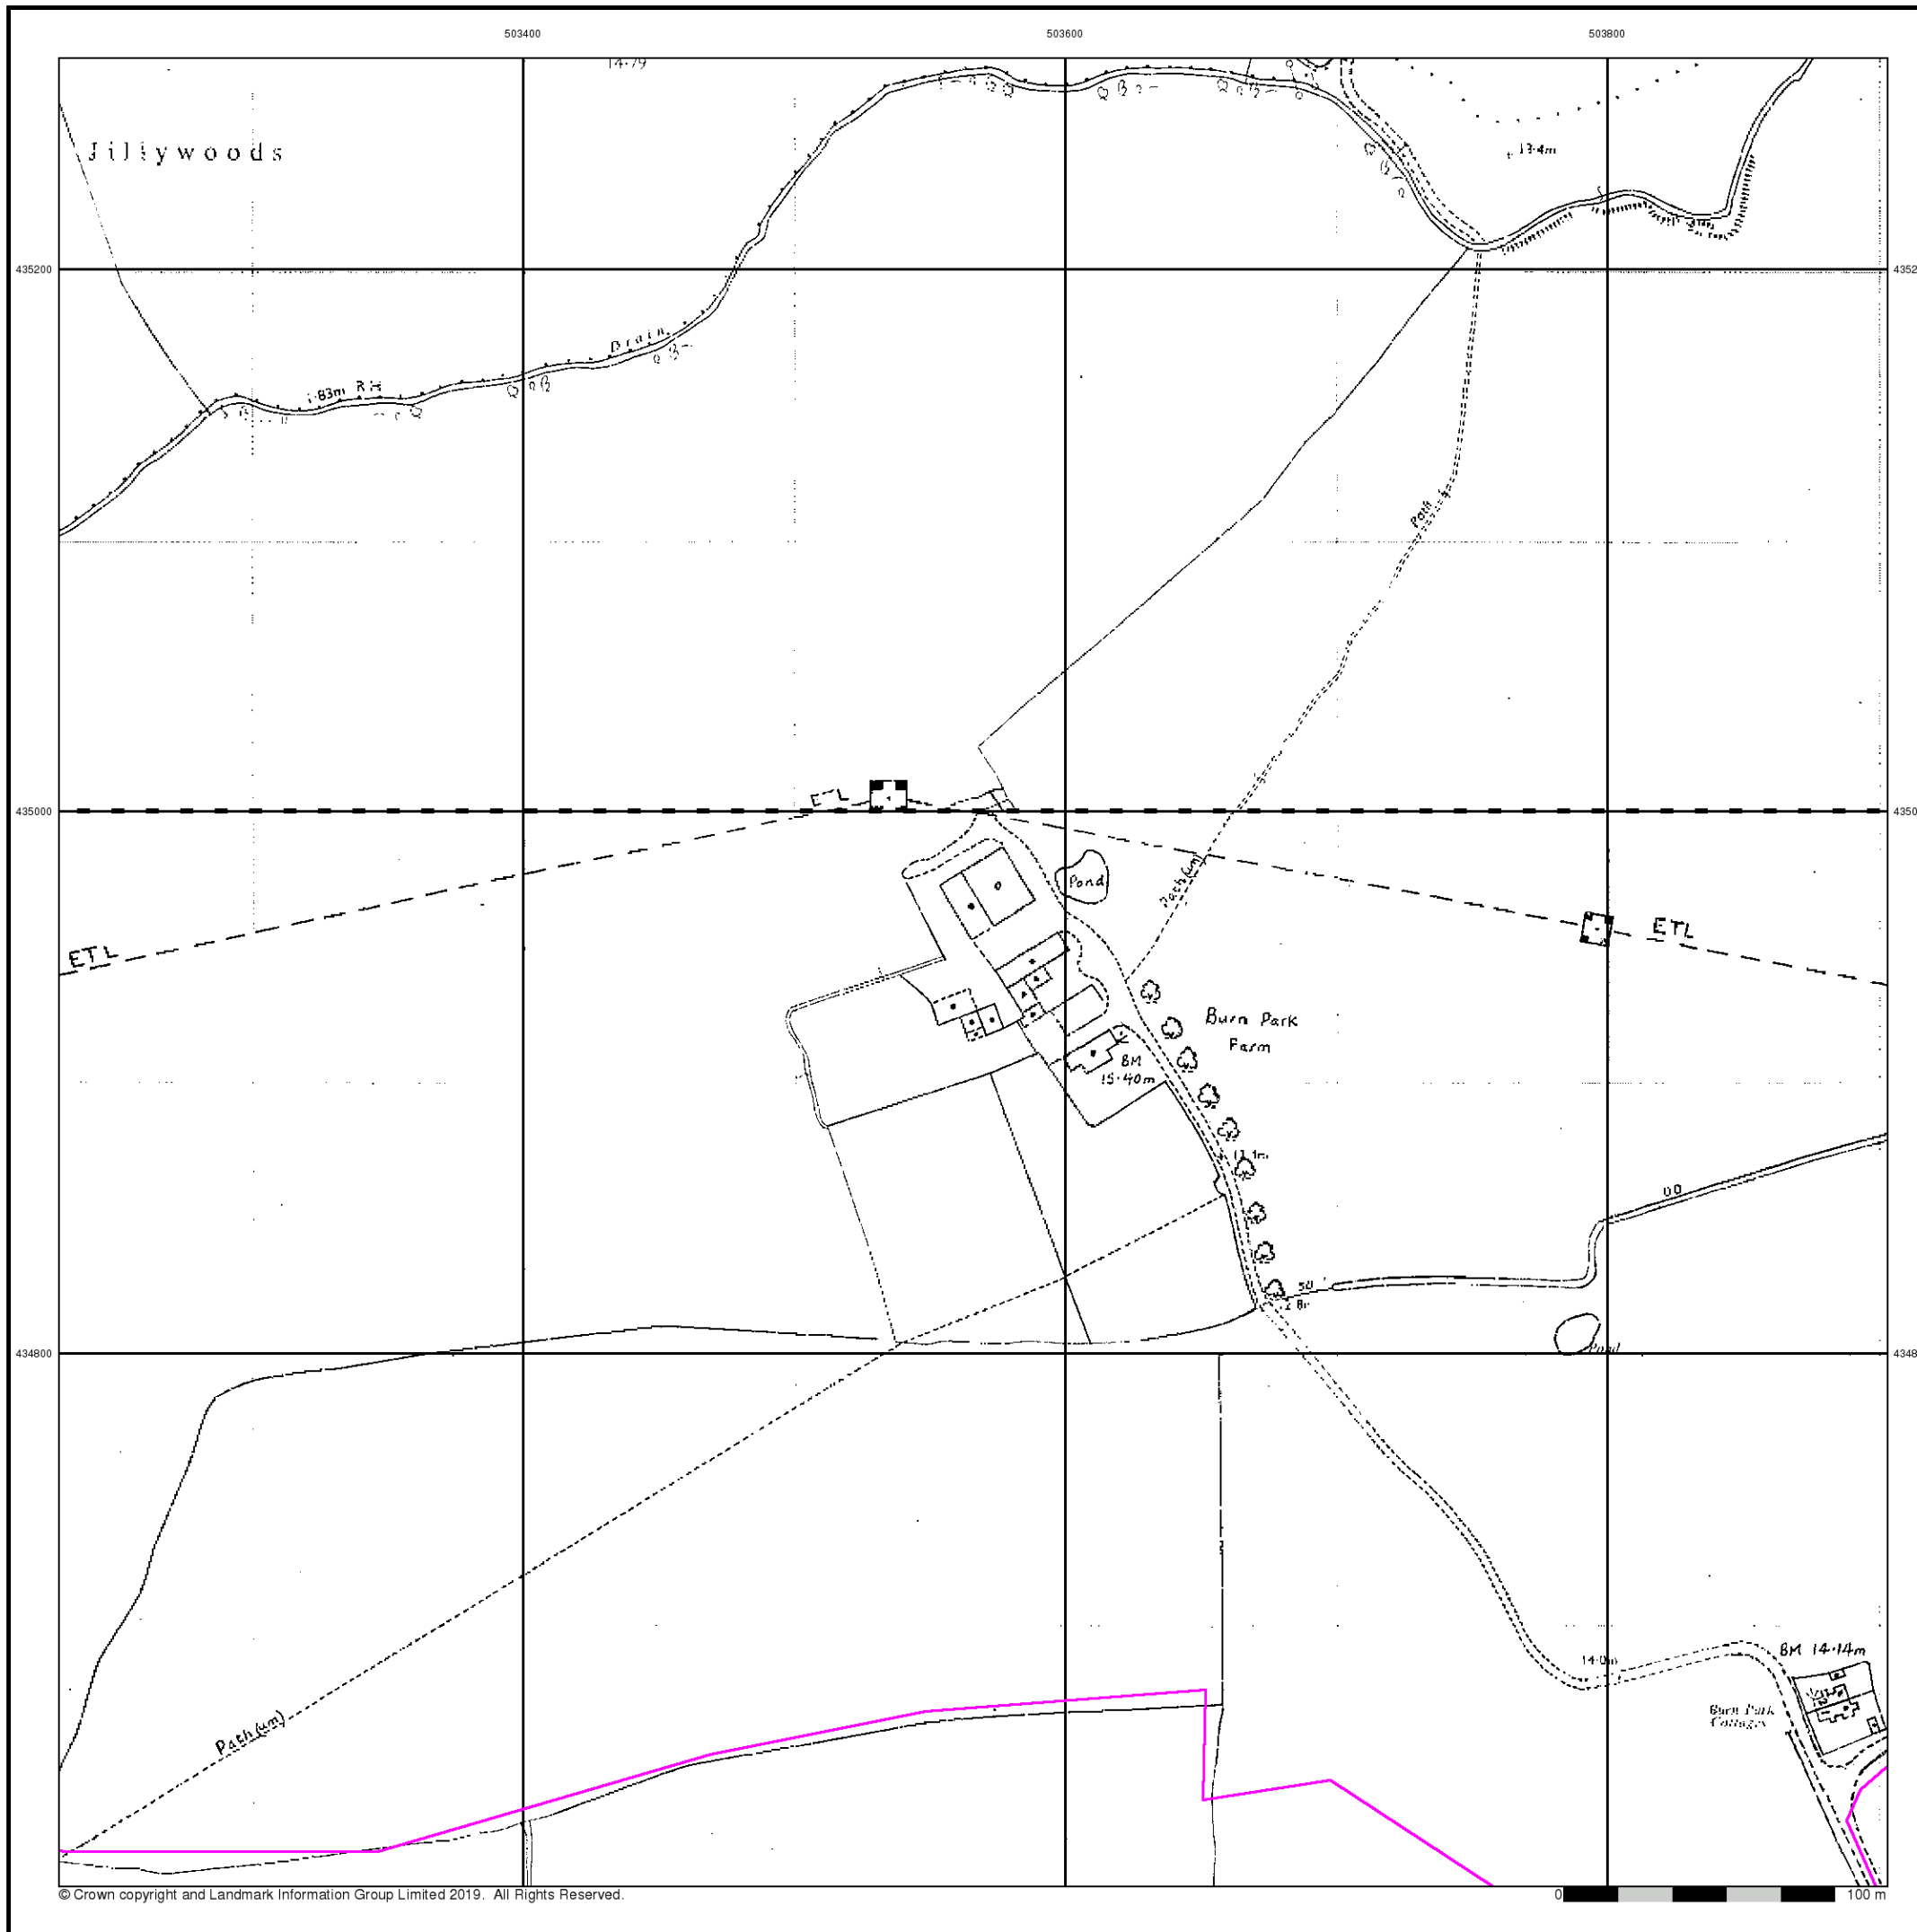 503400 503600 503800
14·79
Jillywoods
13·4m
435200
Drain
1·83m RH
Path
435000
ETL
Pond
Path (um)
ETL
ETL
Burn Park
Farm
BM
15·40m
Pond
434800
14·0m
BM 14·14m
Burn Park
Cottages
Path (um)
© Crown copyright and Landmark Information Group Limited 2019. All Rights Reserved.
0 100 m